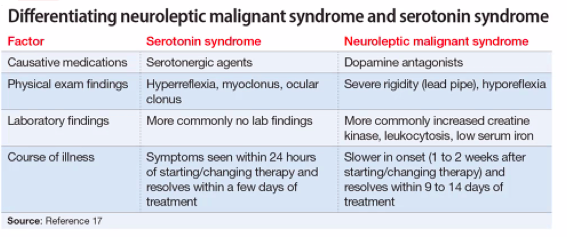 Differentiating neuroleptic malignant syndrome and serotonin syndrome
Factor Serotonin syndrome Neuroleptic malignant syndrome
Causative medications Serotonergic agents Dopamine antagonists
Physical exam findings Hyperreflexia, myoclonus, ocular Severe rigidity (lead pipe), hyporeflexia
clonus
Laboratory findings More commonly no lab findings More commonly increased creatine
kinase, leukocytosis, low serum iron
Course of illness Symptoms seen within 24 hours Slower in onset (1 to 2 weeks after
of starting/changing therapy and starting/changing therapy) and
resolves within a few days of resolves within 9 to 14 days of
treatment treatment
Source: Reference 17